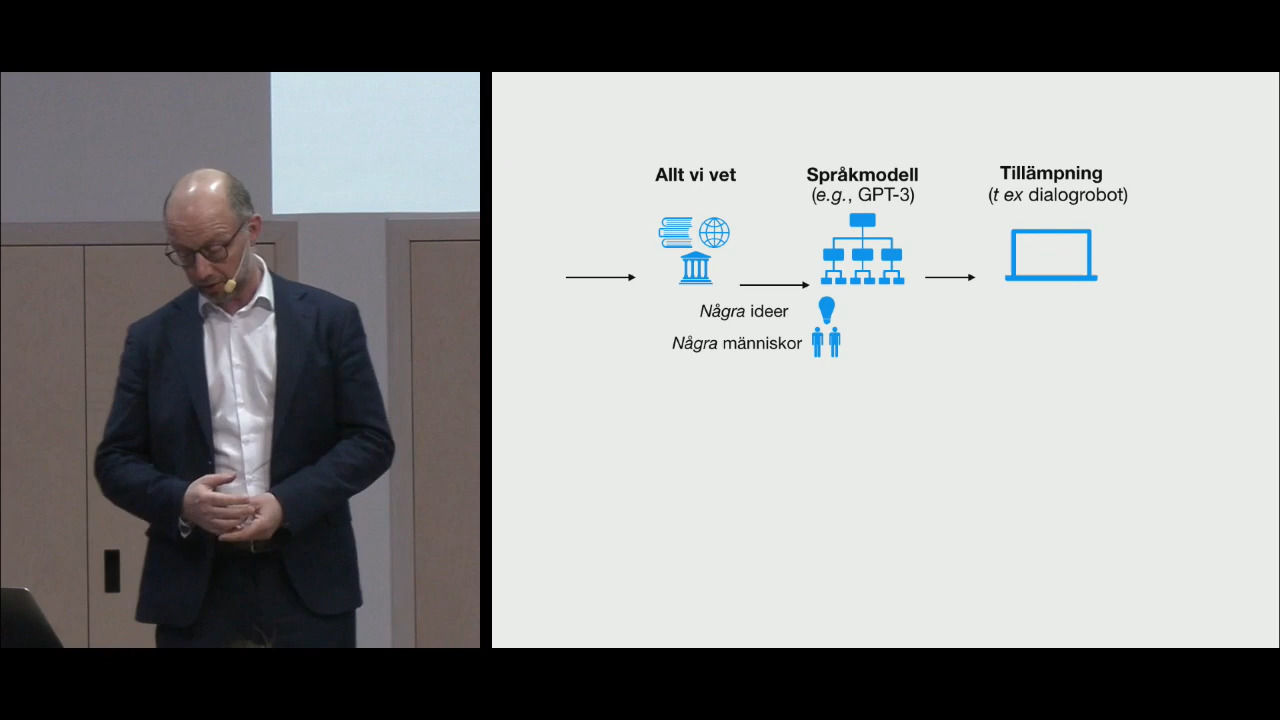 Allt vi vet
Språkmodell
(e.g., GPT-3)
Tillämpning
(t ex dialogrobot)
Några ideer
Några människor